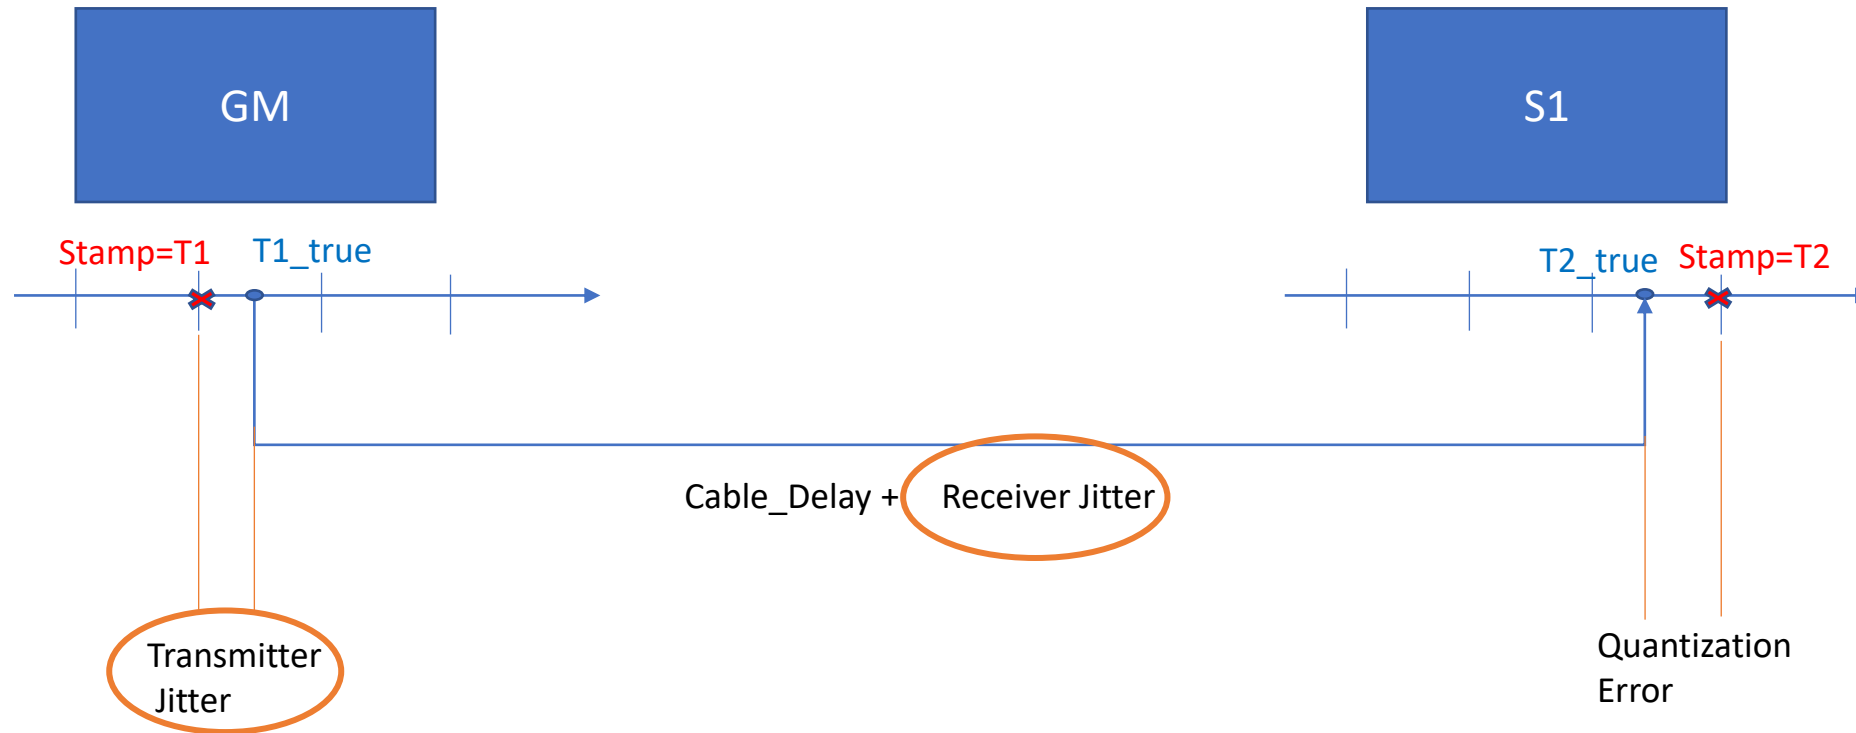 GM
S1
Stamp=T1
T1_true
T2_true
Stamp=T2
Cable_Delay + Receiver Jitter
Transmitter
Jitter
Quantization
Error